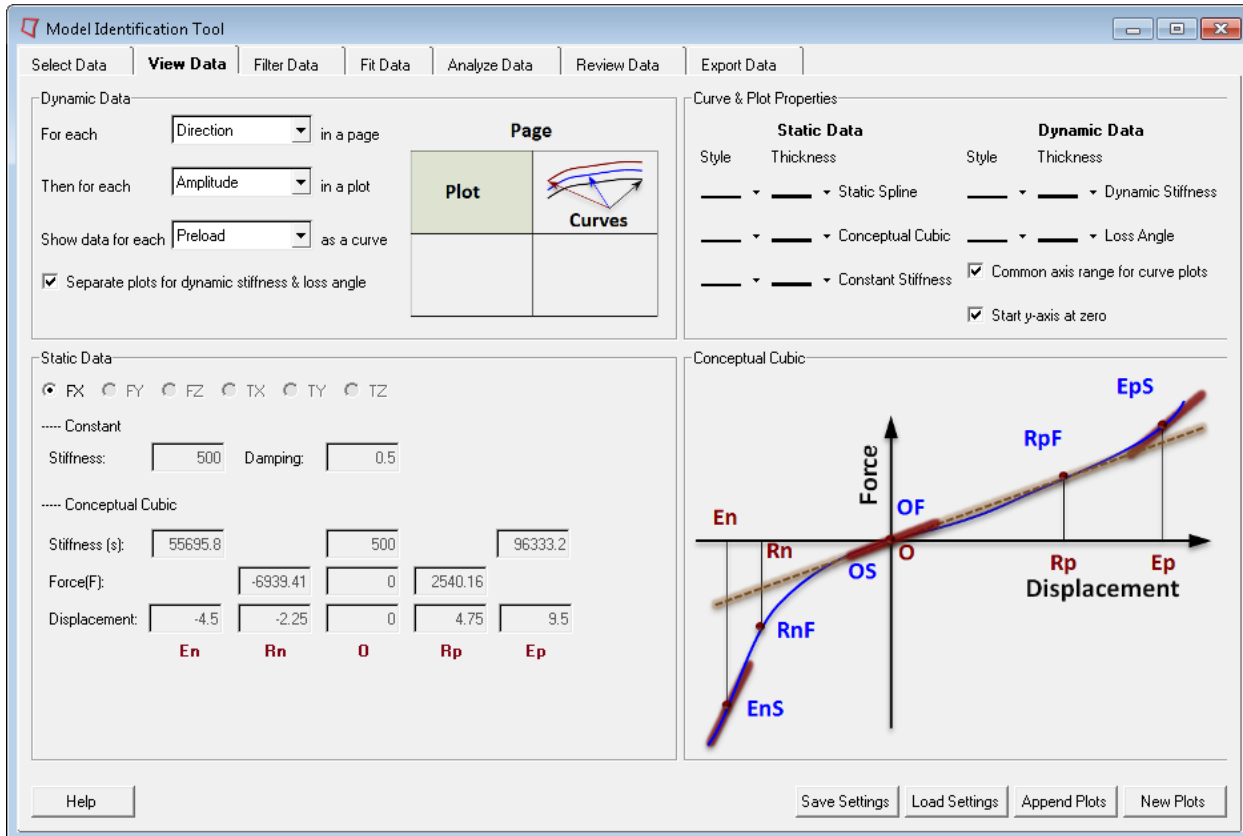 Model Identification Tool
Select Data View Data Filter Data Fit Data Analyze Data Review Data Export Data
Dynamic Data
For each Direction in a page
Then for each Amplitude in a plot
Show data for each Preload as a curve
Separate plots for dynamic stiffness & loss angle
Page
Plot
Curves
Curve & Plot Properties
Static Data Dynamic Data
Style Thickness Style Thickness
Static Spline Dynamic Stiffness
Conceptual Cubic Loss Angle
Constant Stiffness Common axis range for curve plots
Start y-axis at zero
Static Data
FX FY FZ TX TY TZ
----- Constant
Stiffness: 500 Damping: 0.5
----- Conceptual Cubic
Stiffness (s): 55695.8 500 96333.2
Force(F): -6939.41 0 2540.16
Displacement: -4.5 -2.25 0 4.75 9.5
En Rn O Rp Ep
Conceptual Cubic
EpS
RpF
Force
OF
En
Rn O
OS Rp Ep
Displacement
RnF
EnS
Help Save Settings Load Settings Append Plots New Plots